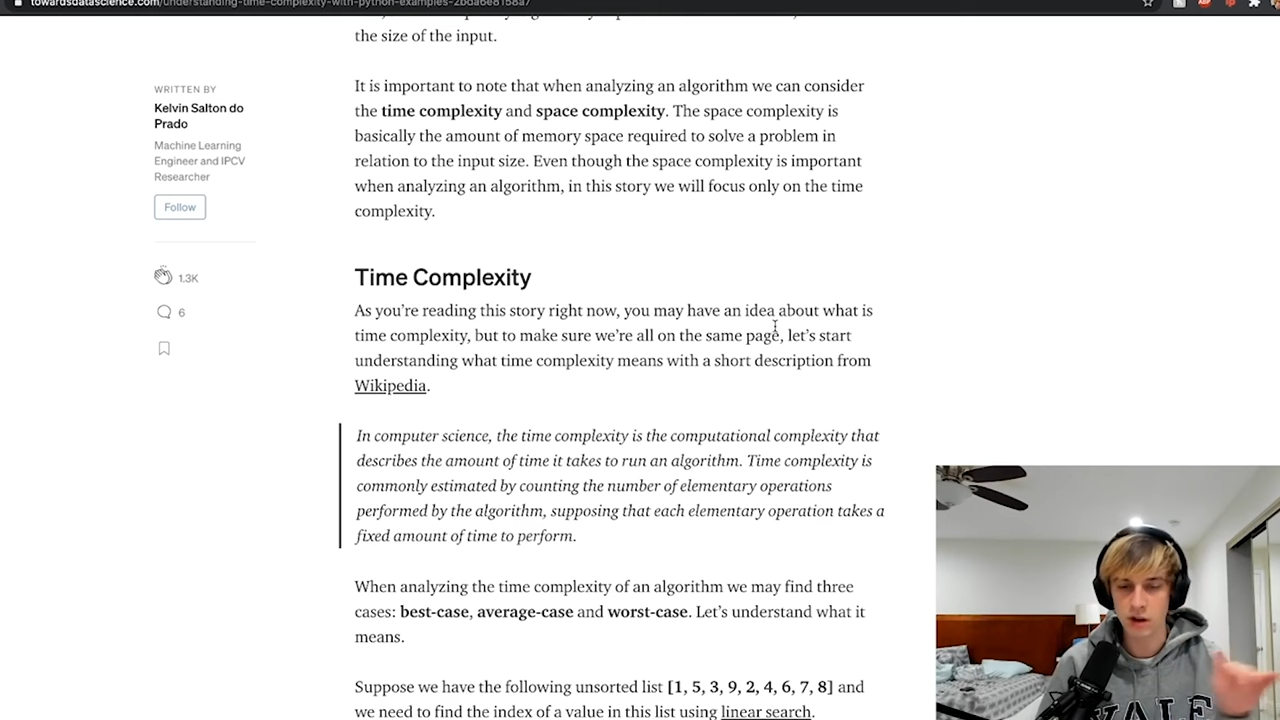 towardsdatascience.com/understanding-time-complexity-with-python-examples-2bda6e8158a7
the size of the input.
WRITTEN BY
Kelvin Salton do
Prado
Machine Learning
Engineer and IPCV
Researcher
Follow
1.3K
6
It is important to note that when analyzing an algorithm we can consider
the time complexity and space complexity. The space complexity is
basically the amount of memory space required to solve a problem in
relation to the input size. Even though the space complexity is important
when analyzing an algorithm, in this story we will focus only on the time
complexity.
Time Complexity
As you’re reading this story right now, you may have an idea about what is
time complexity, but to make sure we’re all on the same page, let’s start
understanding what time complexity means with a short description from
Wikipedia.
In computer science, the time complexity is the computational complexity that
describes the amount of time it takes to run an algorithm. Time complexity is
commonly estimated by counting the number of elementary operations
performed by the algorithm, supposing that each elementary operation takes a
fixed amount of time to perform.
When analyzing the time complexity of an algorithm we may find three
cases: best-case, average-case and worst-case. Let’s understand what it
means.
Suppose we have the following unsorted list [1, 5, 3, 9, 2, 4, 6, 7, 8] and
we need to find the index of a value in this list using linear search.
YALE